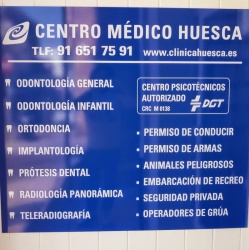 CENTRO MÉDICO HUESCA
TLF: 91 651 75 91 www.clinicahuesca.es
ODONTOLOGÍA GENERAL
ODONTOLOGÍA INFANTIL
ORTODONCIA
IMPLANTOLOGÍA
PRÓTESIS DENTAL
RADIOLOGÍA PANORÁMICA
TELERADIOGRAFÍA
CENTRO PSICOTÉCNICOS
AUTORIZADO
CRC M 0138
DGT
• PERMISO DE CONDUCIR
• PERMISO DE ARMAS
• ANIMALES PELIGROSOS
• EMBARCACIÓN DE RECREO
• SEGURIDAD PRIVADA
• OPERADORES DE GRÚA